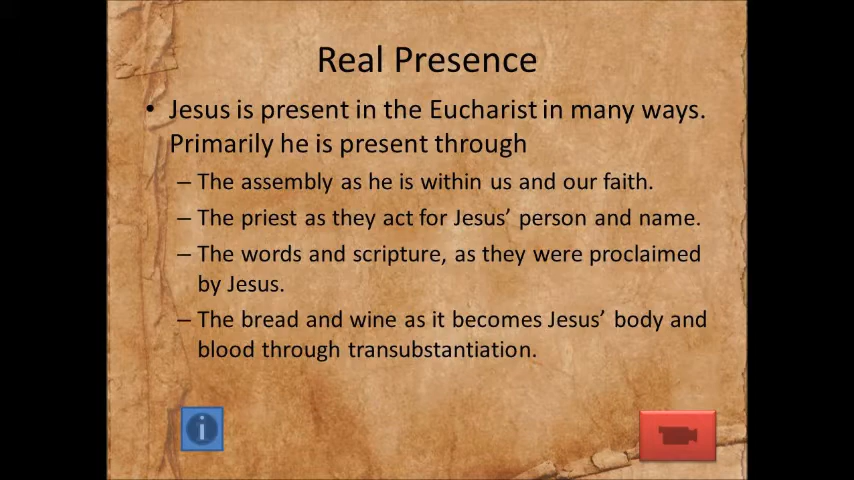 Real Presence
• Jesus is present in the Eucharist in many ways.
Primarily he is present through
– The assembly as he is within us and our faith.
– The priest as they act for Jesus’ person and name.
– The words and scripture, as they were proclaimed
by Jesus.
– The bread and wine as it becomes Jesus’ body and
blood through transubstantiation.
i